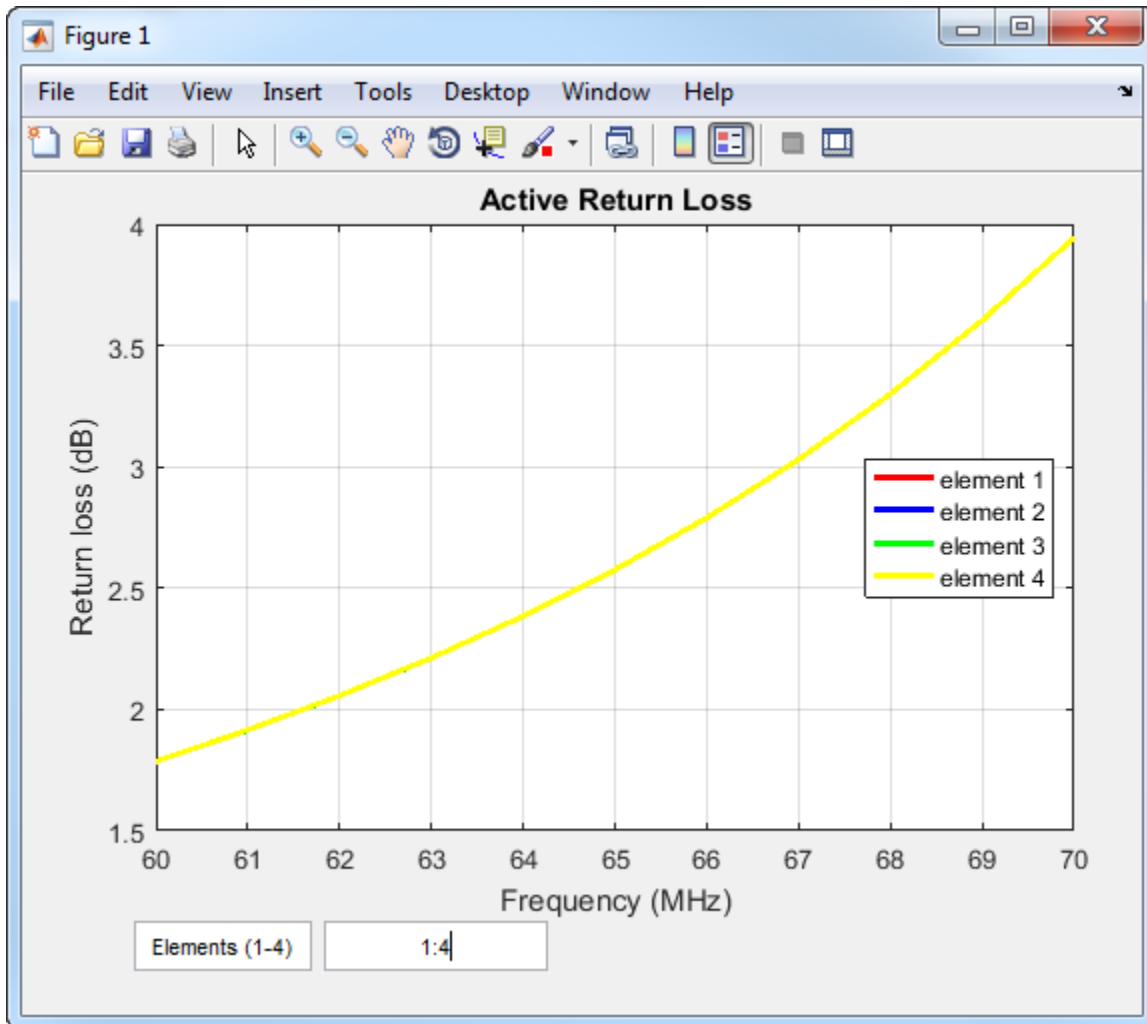 Figure 1
File Edit View Insert Tools Desktop Window Help
Active Return Loss
4
3.5
3
2.5
2
1.5
Return loss (dB)
element 1
element 2
element 3
element 4
60 61 62 63 64 65 66 67 68 69 70
Frequency (MHz)
Elements (1-4) 1:4